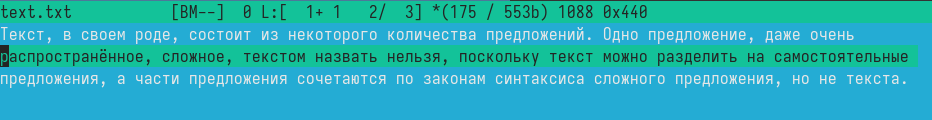 text.txt [BM--] 0 L:[ 1+ 1 2/ 3] *(175 / 553b) 1088 0x440
Текст, в своем роде, состоит из некоторого количества предложений. Одно предложение, даже очень
распространённое, сложное, текстом назвать нельзя, поскольку текст можно разделить на самостоятельные
предложения, а части предложения сочетаются по законам синтаксиса сложного предложения, но не текста.